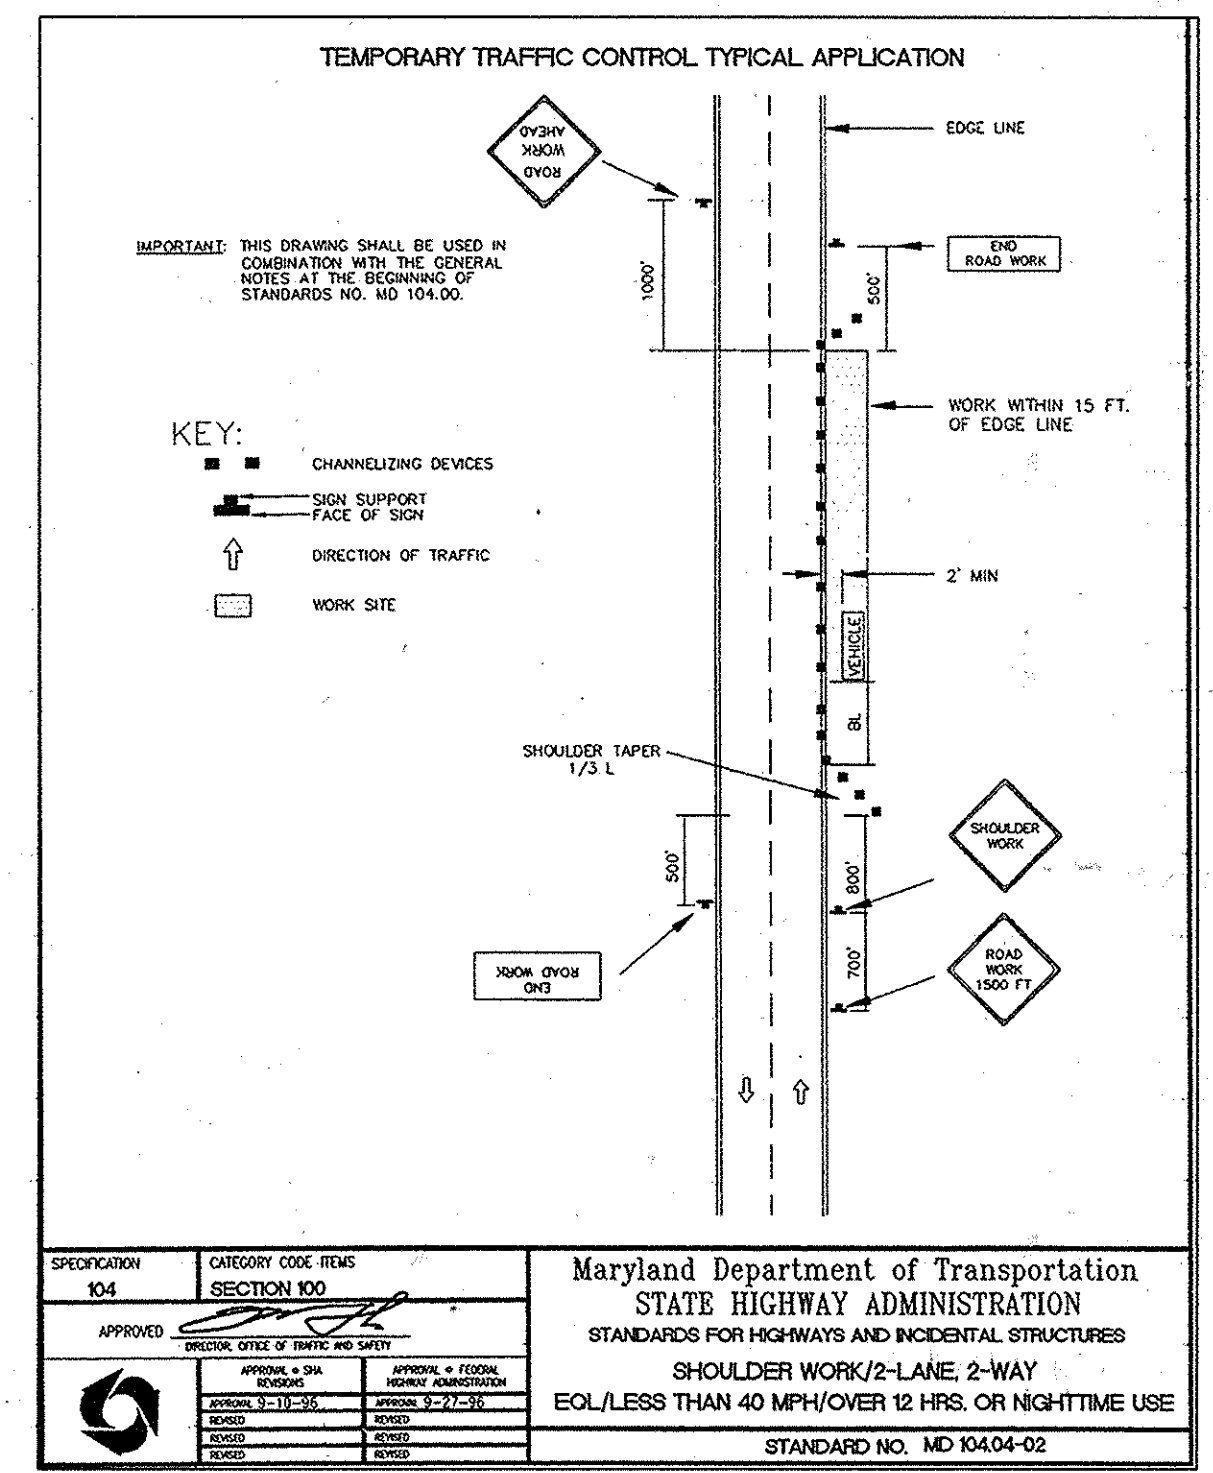 TEMPORARY TRAFFIC CONTROL TYPICAL APPLICATION
ROAD
WORK
AHEAD
EDGE LINE
IMPORTANT: THIS DRAWING SHALL BE USED IN
COMBINATION WITH THE GENERAL
NOTES AT THE BEGINNING OF
STANDARDS NO. MD 104.00.
1000'
END
ROAD WORK
500'
WORK WITHIN 15 FT.
OF EDGE LINE
KEY:
CHANNELIZING DEVICES
SIGN SUPPORT
FACE OF SIGN
DIRECTION OF TRAFFIC
WORK SITE
2' MIN
VEHICLE
BL
SHOULDER TAPER
1/3 L
SHOULDER
WORK
500'
800'
END
ROAD WORK
700'
ROAD
WORK
1500 FT
SPECIFICATION
104
CATEGORY CODE ITEMS
SECTION 100
APPROVED
DIRECTOR, OFFICE OF TRAFFIC AND SAFETY
APPROVAL • SHA
REVISIONS
APPROVAL • FEDERAL
HIGHWAY ADMINISTRATION
APPROVAL 9-10-96
APPROVAL 9-27-96
REVISED
REVISED
REVISED
REVISED
REVISED
REVISED
Maryland Department of Transportation
STATE HIGHWAY ADMINISTRATION
STANDARDS FOR HIGHWAYS AND INCIDENTAL STRUCTURES
SHOULDER WORK/2-LANE, 2-WAY
EQL/LESS THAN 40 MPH/OVER 12 HRS. OR NIGHTTIME USE
STANDARD NO. MD 104.04-02